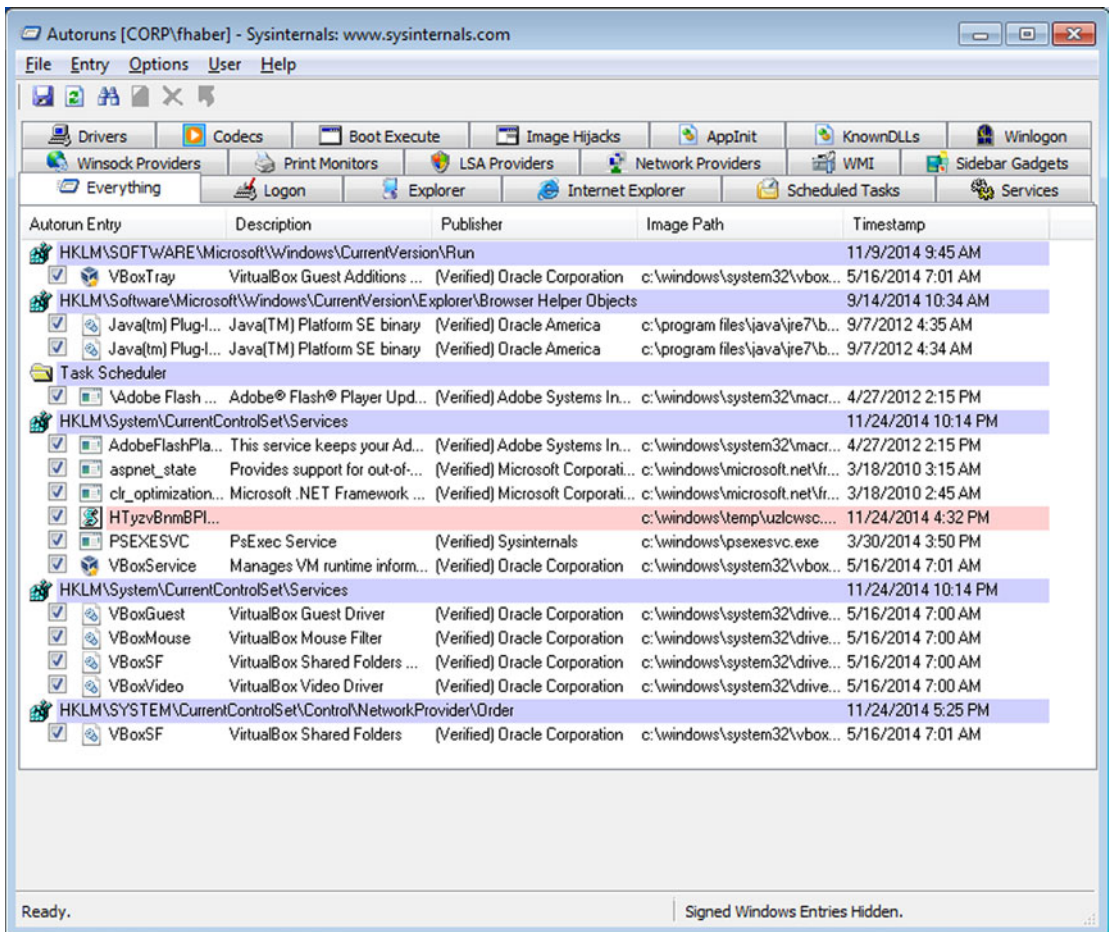 Autoruns [CORP\fhaber] - Sysinternals: www.sysinternals.com
File Entry Options User Help
Drivers Codecs Boot Execute Image Hijacks AppInit KnownDLLs Winlogon
Winsock Providers Print Monitors LSA Providers Network Providers WMI Sidebar Gadgets
Everything Logon Explorer Internet Explorer Scheduled Tasks Services
Autorun Entry Description Publisher Image Path Timestamp
HKLM\SOFTWARE\Microsoft\Windows\CurrentVersion\Run 11/9/2014 9:45 AM
VBoxTray VirtualBox Guest Additions ... (Verified) Oracle Corporation c:\windows\system32\vbox... 5/16/2014 7:01 AM
HKLM\Software\Microsoft\Windows\CurrentVersion\Explorer\Browser Helper Objects 9/14/2014 10:34 AM
Java(tm) Plug-I... Java(TM) Platform SE binary (Verified) Oracle America c:\program files\java\jre7\b... 9/7/2012 4:35 AM
Java(tm) Plug-I... Java(TM) Platform SE binary (Verified) Oracle America c:\program files\java\jre7\b... 9/7/2012 4:34 AM
Task Scheduler
\Adobe Flash ... Adobe® Flash® Player Upd... (Verified) Adobe Systems In... c:\windows\system32\macr... 4/27/2012 2:15 PM
HKLM\System\CurrentControlSet\Services 11/24/2014 10:14 PM
AdobeFlashPla... This service keeps your Ad... (Verified) Adobe Systems In... c:\windows\system32\macr... 4/27/2012 2:15 PM
aspnet_state Provides support for out-of-... (Verified) Microsoft Corporati... c:\windows\microsoft.net\fr... 3/18/2010 3:15 AM
clr_optimization... Microsoft .NET Framework ... (Verified) Microsoft Corporati... c:\windows\microsoft.net\fr... 3/18/2010 2:45 AM
HTyzvBnmBPl... c:\windows\temp\uzlcwsc.... 11/24/2014 4:32 PM
PSEXESVC PsExec Service (Verified) Sysinternals c:\windows\psexesvc.exe 3/30/2014 3:50 PM
VBoxService Manages VM runtime inform... (Verified) Oracle Corporation c:\windows\system32\vbox... 5/16/2014 7:01 AM
HKLM\System\CurrentControlSet\Services 11/24/2014 10:14 PM
VBoxGuest VirtualBox Guest Driver (Verified) Oracle Corporation c:\windows\system32\drive... 5/16/2014 7:00 AM
VBoxMouse VirtualBox Mouse Filter (Verified) Oracle Corporation c:\windows\system32\drive... 5/16/2014 7:00 AM
VBoxSF VirtualBox Shared Folders ... (Verified) Oracle Corporation c:\windows\system32\drive... 5/16/2014 7:00 AM
VBoxVideo VirtualBox Video Driver (Verified) Oracle Corporation c:\windows\system32\drive... 5/16/2014 7:00 AM
HKLM\SYSTEM\CurrentControlSet\Control\NetworkProvider\Order 11/24/2014 5:25 PM
VBoxSF VirtualBox Shared Folders (Verified) Oracle Corporation c:\windows\system32\vbox... 5/16/2014 7:01 AM
Ready. Signed Windows Entries Hidden.